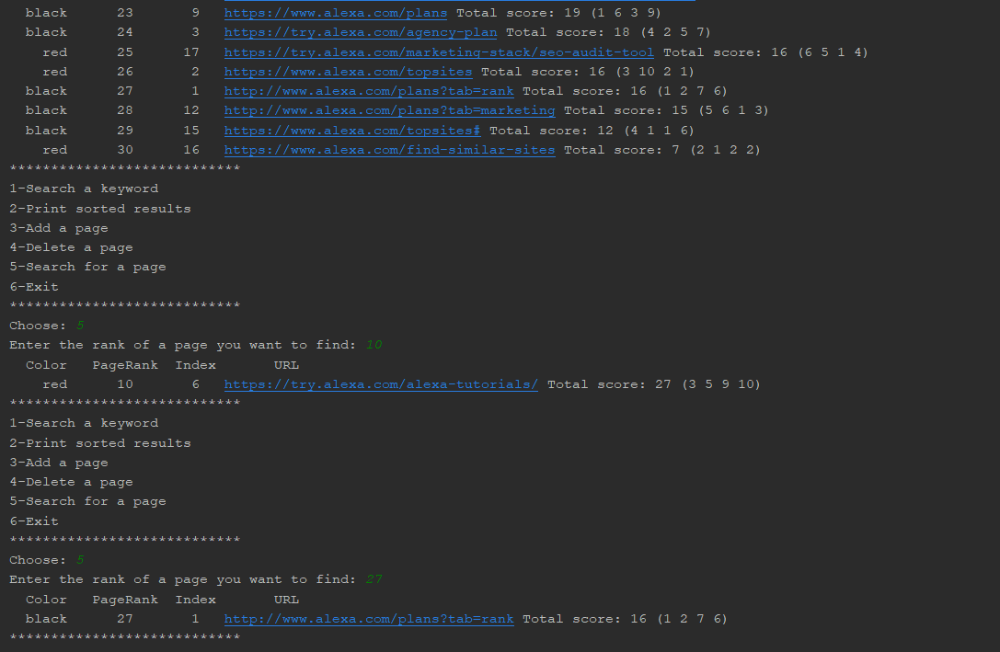 black 23 9 https://www.alexa.com/plans Total score: 19 (1 6 3 9)
black 24 3 https://try.alexa.com/agency-plan Total score: 18 (4 2 5 7)
red 25 17 https://try.alexa.com/marketing-stack/seo-audit-tool Total score: 16 (6 5 1 4)
red 26 2 https://www.alexa.com/topsites Total score: 16 (3 10 2 1)
black 27 1 http://www.alexa.com/plans?tab=rank Total score: 16 (1 2 7 6)
black 28 12 http://www.alexa.com/plans?tab=marketing Total score: 15 (5 6 1 3)
black 29 15 https://www.alexa.com/topsites# Total score: 12 (4 1 1 6)
red 30 16 https://www.alexa.com/find-similar-sites Total score: 7 (2 1 2 2)
****************************
1-Search a keyword
2-Print sorted results
3-Add a page
4-Delete a page
5-Search for a page
6-Exit
****************************
Choose: 5
Enter the rank of a page you want to find: 10
Color PageRank Index URL
red 10 6 https://try.alexa.com/alexa-tutorials/ Total score: 27 (3 5 9 10)
****************************
1-Search a keyword
2-Print sorted results
3-Add a page
4-Delete a page
5-Search for a page
6-Exit
****************************
Choose: 5
Enter the rank of a page you want to find: 27
Color PageRank Index URL
black 27 1 http://www.alexa.com/plans?tab=rank Total score: 16 (1 2 7 6)
****************************